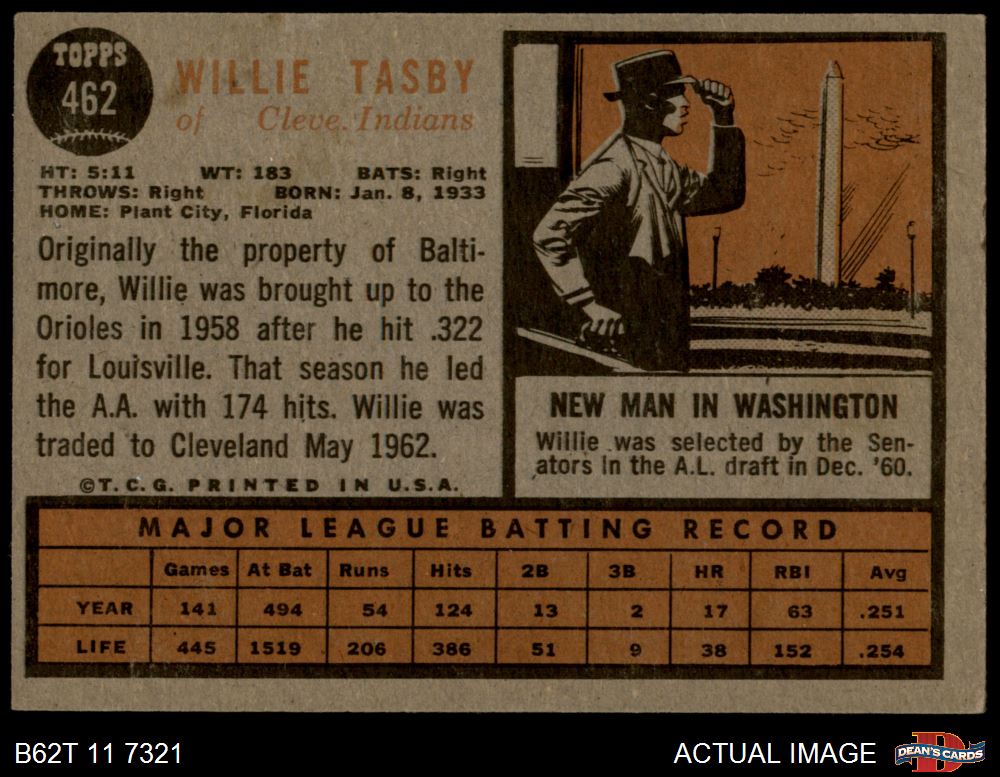 TOPPS
462
WILLIE TASBY
of Cleve. Indians
HT: 5:11 WT: 183 BATS: Right
THROWS: Right BORN: Jan. 8, 1933
HOME: Plant City, Florida
Originally the property of Balti-
more, Willie was brought up to the
Orioles in 1958 after he hit .322
for Louisville. That season he led
the A.A. with 174 hits. Willie was
traded to Cleveland May 1962.
©T.C.G. PRINTED IN U.S.A.
NEW MAN IN WASHINGTON
Willie was selected by the Sen-
ators in the A.L. draft in Dec. '60.
MAJOR LEAGUE BATTING RECORD
Games At Bat Runs Hits 2B 3B HR RBI Avg
YEAR 141 494 54 124 13 2 17 63 .251
LIFE 445 1519 206 386 51 9 38 152 .254
B62T 11 7321 ACTUAL IMAGE DEAN'S CARDS